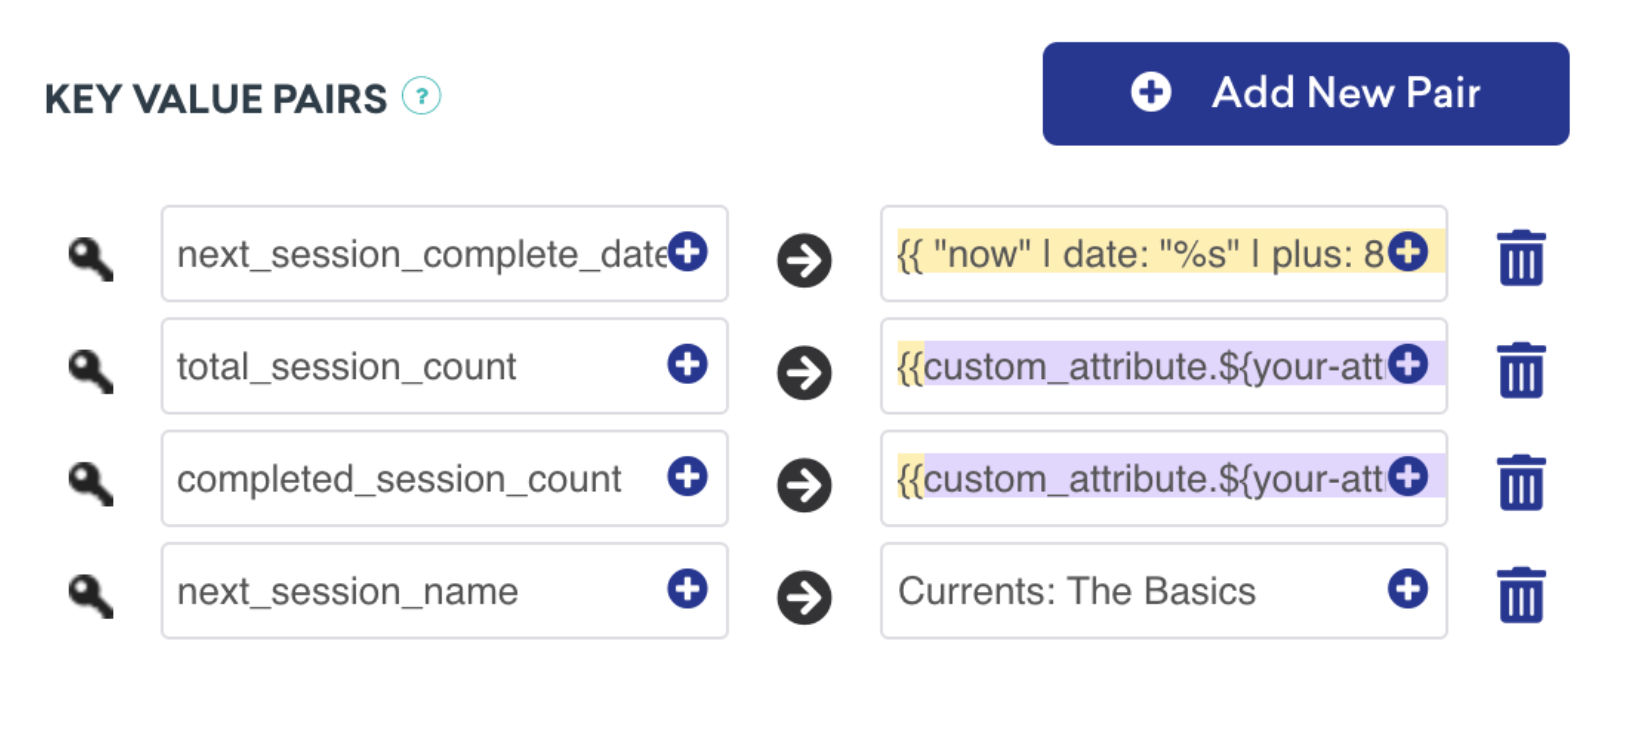 KEY VALUE PAIRS ?
Add New Pair
next_session_complete_date
{{ "now" | date: "%s" | plus: 8
total_session_count
{{custom_attribute.${your-att
completed_session_count
{{custom_attribute.${your-att
next_session_name
Currents: The Basics